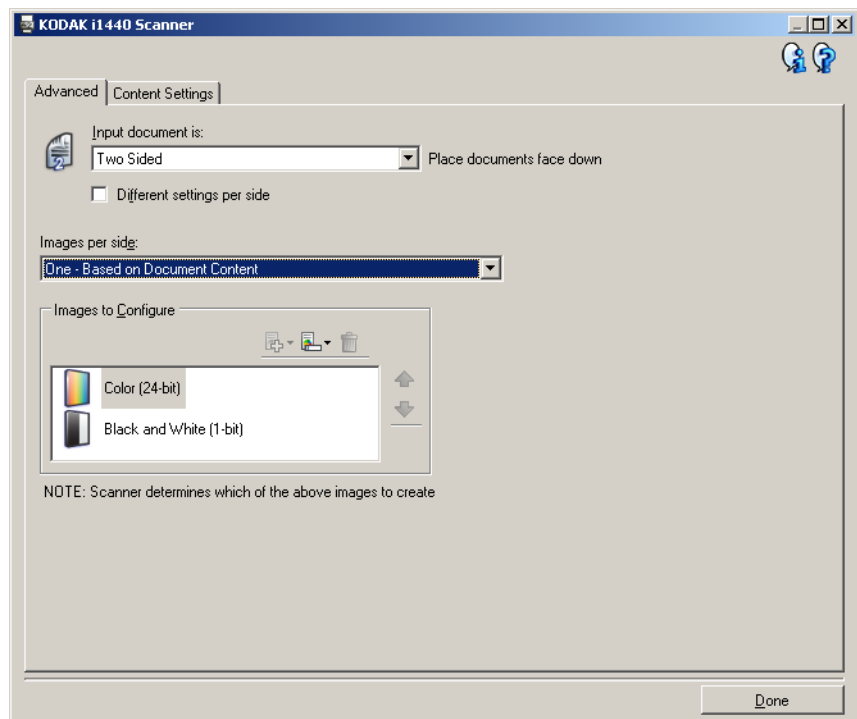 KODAK i1440 Scanner
Advanced
Content Settings
Input document is:
2
Two Sided
Place documents face down
Different settings per side
Images per side:
One - Based on Document Content
Images to Configure
Color (24-bit)
Black and White (1-bit)
NOTE: Scanner determines which of the above images to create
Done